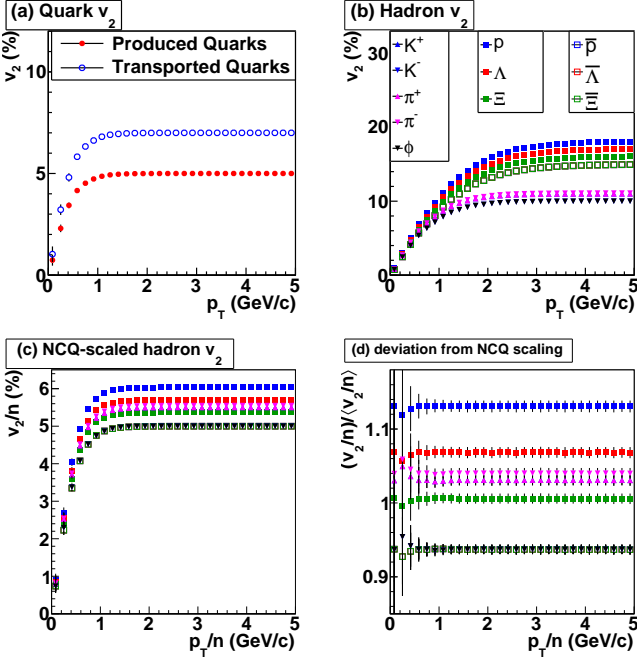 (a) Quark v2
Produced Quarks
Transported Quarks
v2 (%)
10
5
0
0 1 2 3 4 5
pT (GeV/c)
(b) Hadron v2
K+
K-
π+
π-
ϕ
p
Λ
Ξ
p̅
Λ̅
Ξ̅
v2 (%)
30
20
10
0
0 1 2 3 4 5
pT (GeV/c)
(c) NCQ-scaled hadron v2
v2/n (%)
6
5
4
3
2
1
0
0 1 2 3 4 5
pT/n (GeV/c)
(d) deviation from NCQ scaling
(v2/n)/⟨v2/n⟩
1.1
1
0.9
0 1 2 3 4 5
pT/n (GeV/c)